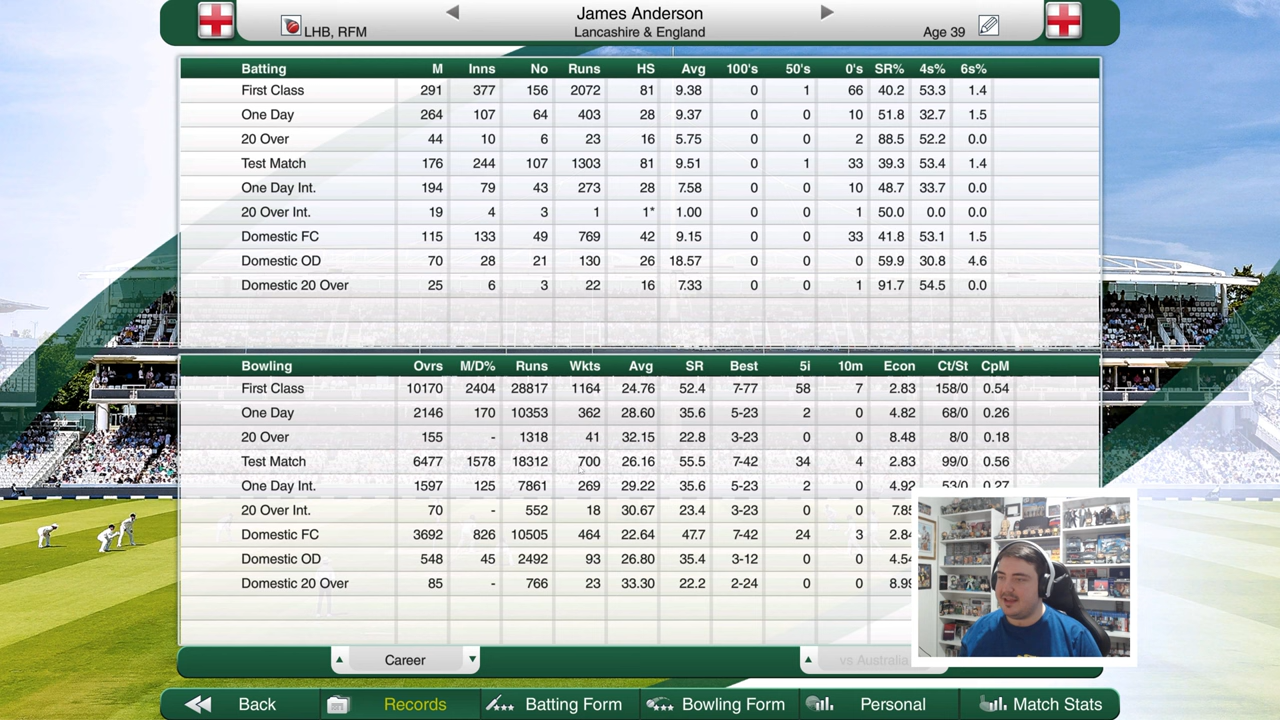 James Anderson
LHB, RFM Lancashire & England Age 39
Batting M Inns No Runs HS Avg 100's 50's 0's SR% 4s% 6s%
First Class 291 377 156 2072 81 9.38 0 1 66 40.2 53.3 1.4
One Day 264 107 64 403 28 9.37 0 0 10 51.8 32.7 1.5
20 Over 44 10 6 23 16 5.75 0 0 2 88.5 52.2 0.0
Test Match 176 244 107 1303 81 9.51 0 1 33 39.3 53.4 1.4
One Day Int. 194 79 43 273 28 7.58 0 0 10 48.7 33.7 0.0
20 Over Int. 19 4 3 1 1* 1.00 0 0 1 50.0 0.0 0.0
Domestic FC 115 133 49 769 42 9.15 0 0 33 41.8 53.1 1.5
Domestic OD 70 28 21 130 26 18.57 0 0 0 59.9 30.8 4.6
Domestic 20 Over 25 6 3 22 16 7.33 0 0 1 91.7 54.5 0.0
Bowling Ovrs M/D% Runs Wkts Avg SR Best 5i 10m Econ Ct/St CpM
First Class 10170 2404 28817 1164 24.76 52.4 7-77 58 7 2.83 158/0 0.54
One Day 2146 170 10353 362 28.60 35.6 5-23 2 0 4.82 68/0 0.26
20 Over 155 - 1318 41 32.15 22.8 3-23 0 0 8.48 8/0 0.18
Test Match 6477 1578 18312 700 26.16 55.5 7-42 34 4 2.83 99/0 0.56
One Day Int. 1597 125 7861 269 29.22 35.6 5-23 2 0 4.92 53/0 0.27
20 Over Int. 70 - 552 18 30.67 23.4 3-23 0 0
Domestic FC 3692 826 10505 464 22.64 47.7 7-42 24 3 2.84
Domestic OD 548 45 2492 93 26.80 35.4 3-12 0 0 4.54
Domestic 20 Over 85 - 766 23 33.30 22.2 2-24 0 0
Career vs Australia
Back Records Batting Form Bowling Form Personal Match Stats